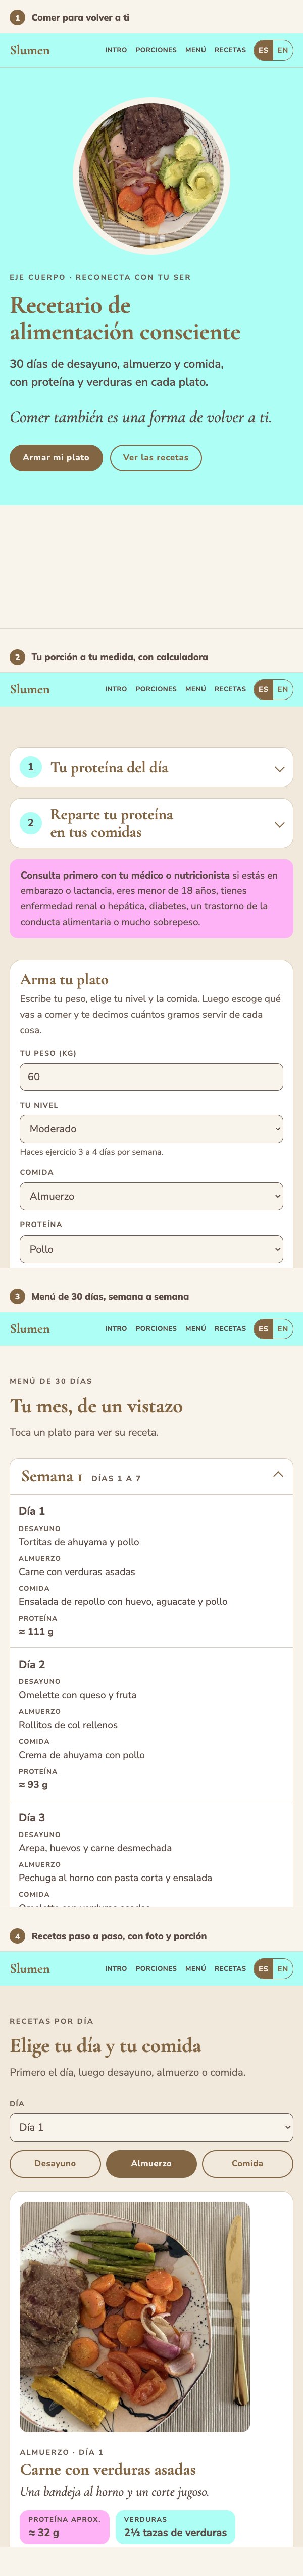 1 Comer para volver a ti
Slumen INTRO PORCIONES MENÚ RECETAS ES EN
EJE CUERPO · RECONECTA CON TU SER
Recetario de
alimentación consciente
30 días de desayuno, almuerzo y comida,
con proteína y verduras en cada plato.
Comer también es una forma de volver a ti.
Armar mi plato Ver las recetas
2 Tu porción a tu medida, con calculadora
Slumen INTRO PORCIONES MENÚ RECETAS ES EN
1 Tu proteína del día
2 Reparte tu proteína
en tus comidas
Consulta primero con tu médico o nutricionista si estás en
embarazo o lactancia, eres menor de 18 años, tienes
enfermedad renal o hepática, diabetes, un trastorno de la
conducta alimentaria o mucho sobrepeso.
Arma tu plato
Escribe tu peso, elige tu nivel y la comida. Luego escoge qué
vas a comer y te decimos cuántos gramos servir de cada
cosa.
TU PESO (KG)
60
TU NIVEL
Moderado
Haces ejercicio 3 a 4 días por semana.
COMIDA
Almuerzo
PROTEÍNA
Pollo
3 Menú de 30 días, semana a semana
Slumen INTRO PORCIONES MENÚ RECETAS ES EN
MENÚ DE 30 DÍAS
Tu mes, de un vistazo
Toca un plato para ver su receta.
Semana 1 DÍAS 1 A 7
Día 1
DESAYUNO
Tortitas de ahuyama y pollo
ALMUERZO
Carne con verduras asadas
COMIDA
Ensalada de repollo con huevo, aguacate y pollo
PROTEÍNA
≈ 111 g
Día 2
DESAYUNO
Omelette con queso y fruta
ALMUERZO
Rollitos de col rellenos
COMIDA
Crema de ahuyama con pollo
PROTEÍNA
≈ 93 g
Día 3
DESAYUNO
Arepa, huevos y carne desmechada
ALMUERZO
Pechuga al horno con pasta corta y ensalada
COMIDA
4 Recetas paso a paso, con foto y porción
Slumen INTRO PORCIONES MENÚ RECETAS ES EN
RECETAS POR DÍA
Elige tu día y tu comida
Primero el día, luego desayuno, almuerzo o comida.
DÍA
Día 1
Desayuno Almuerzo Comida
ALMUERZO · DÍA 1
Carne con verduras asadas
Una bandeja al horno y un corte jugoso.
PROTEÍNA APROX. VERDURAS
≈ 32 g 2½ tazas de verduras